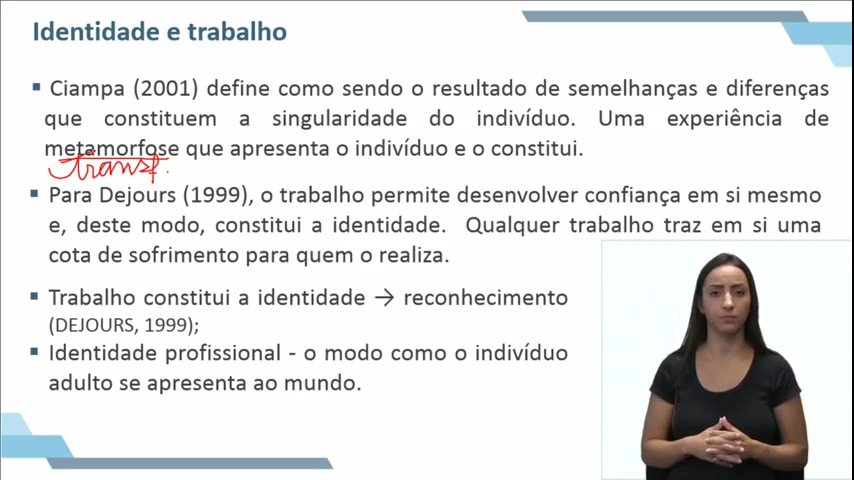 Identidade e trabalho
Ciampa (2001) define como sendo o resultado de semelhanças e diferenças
que constituem a singularidade do indivíduo. Uma experiência de
metamorfose que apresenta o indivíduo e o constitui.
transf.
Para Dejours (1999), o trabalho permite desenvolver confiança em si mesmo
e, deste modo, constitui a identidade. Qualquer trabalho traz em si uma
cota de sofrimento para quem o realiza.
Trabalho constitui a identidade → reconhecimento
(DEJOURS, 1999);
Identidade profissional - o modo como o indivíduo
adulto se apresenta ao mundo.